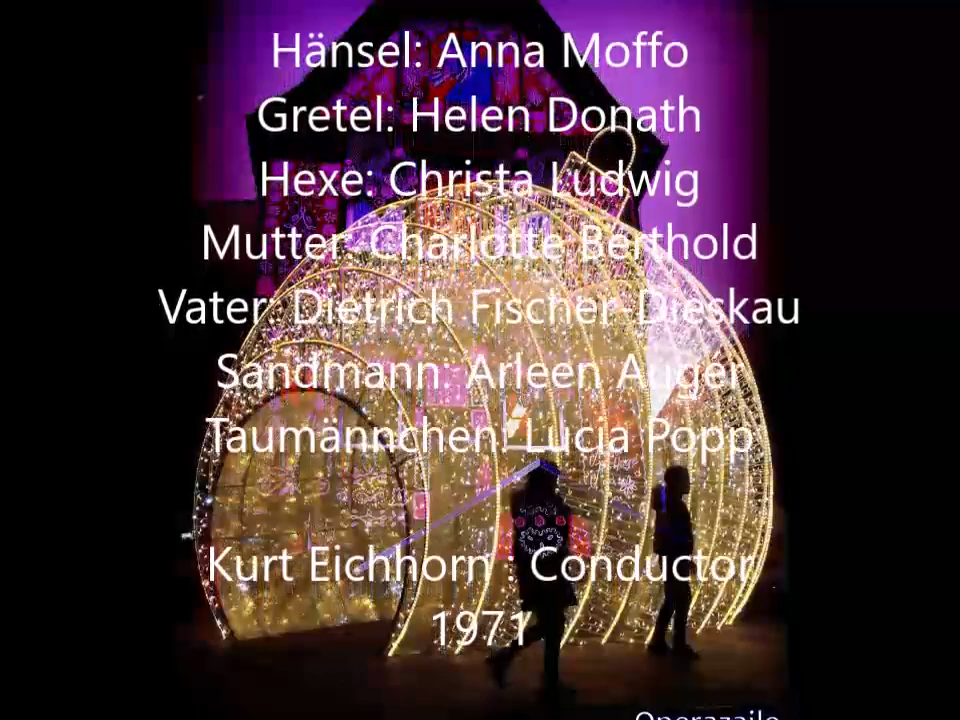 Hänsel: Anna Moffo
Gretel: Helen Donath
Hexe: Christa Ludwig
Mutter: Charlotte Berthold
Vater: Dietrich Fischer-Dieskau
Sandmann: Arleen Augér
Taumännchen: Lucia Popp
Kurt Eichhorn : Conductor
1971